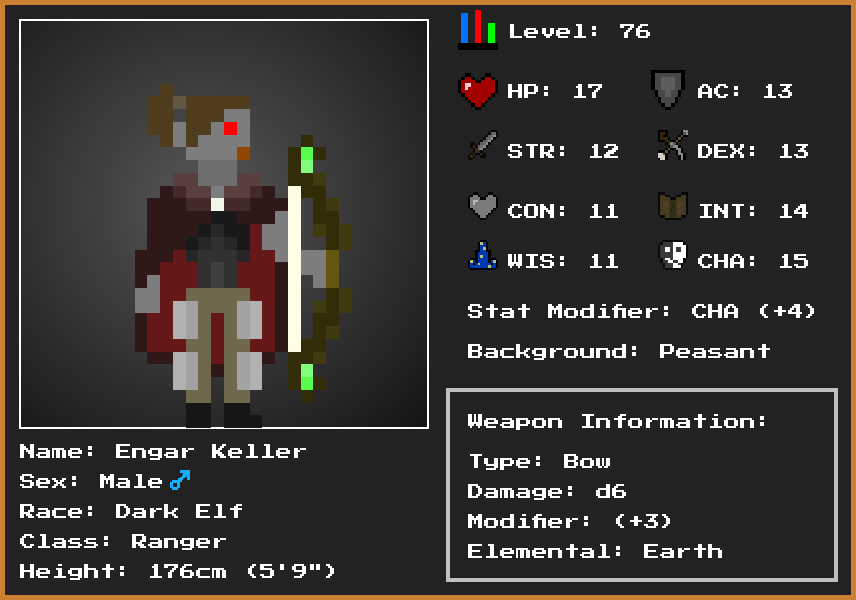 Level: 76
HP: 17
AC: 13
STR: 12
DEX: 13
CON: 11
INT: 14
WIS: 11
CHA: 15
Stat Modifier: CHA (+4)
Background: Peasant
Weapon Information:
Type: Bow
Damage: d6
Modifier: (+3)
Elemental: Earth
Name: Engar Keller
Sex: Male ♂
Race: Dark Elf
Class: Ranger
Height: 176cm (5'9")